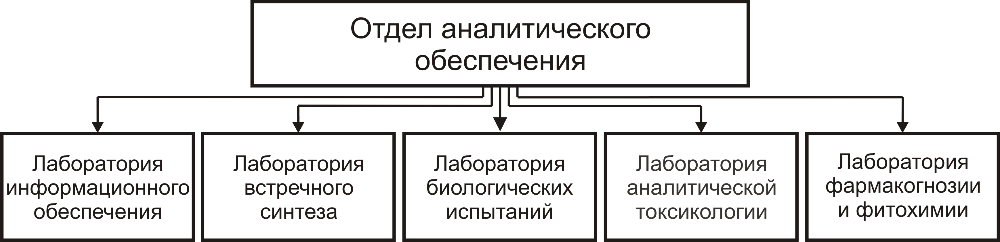 Отдел аналитического
обеспечения
Лаборатория
информационного
обеспечения
Лаборатория
встречного
синтеза
Лаборатория
биологических
испытаний
Лаборатория
аналитической
токсикологии
Лаборатория
фармакогнозии
и фитохимии